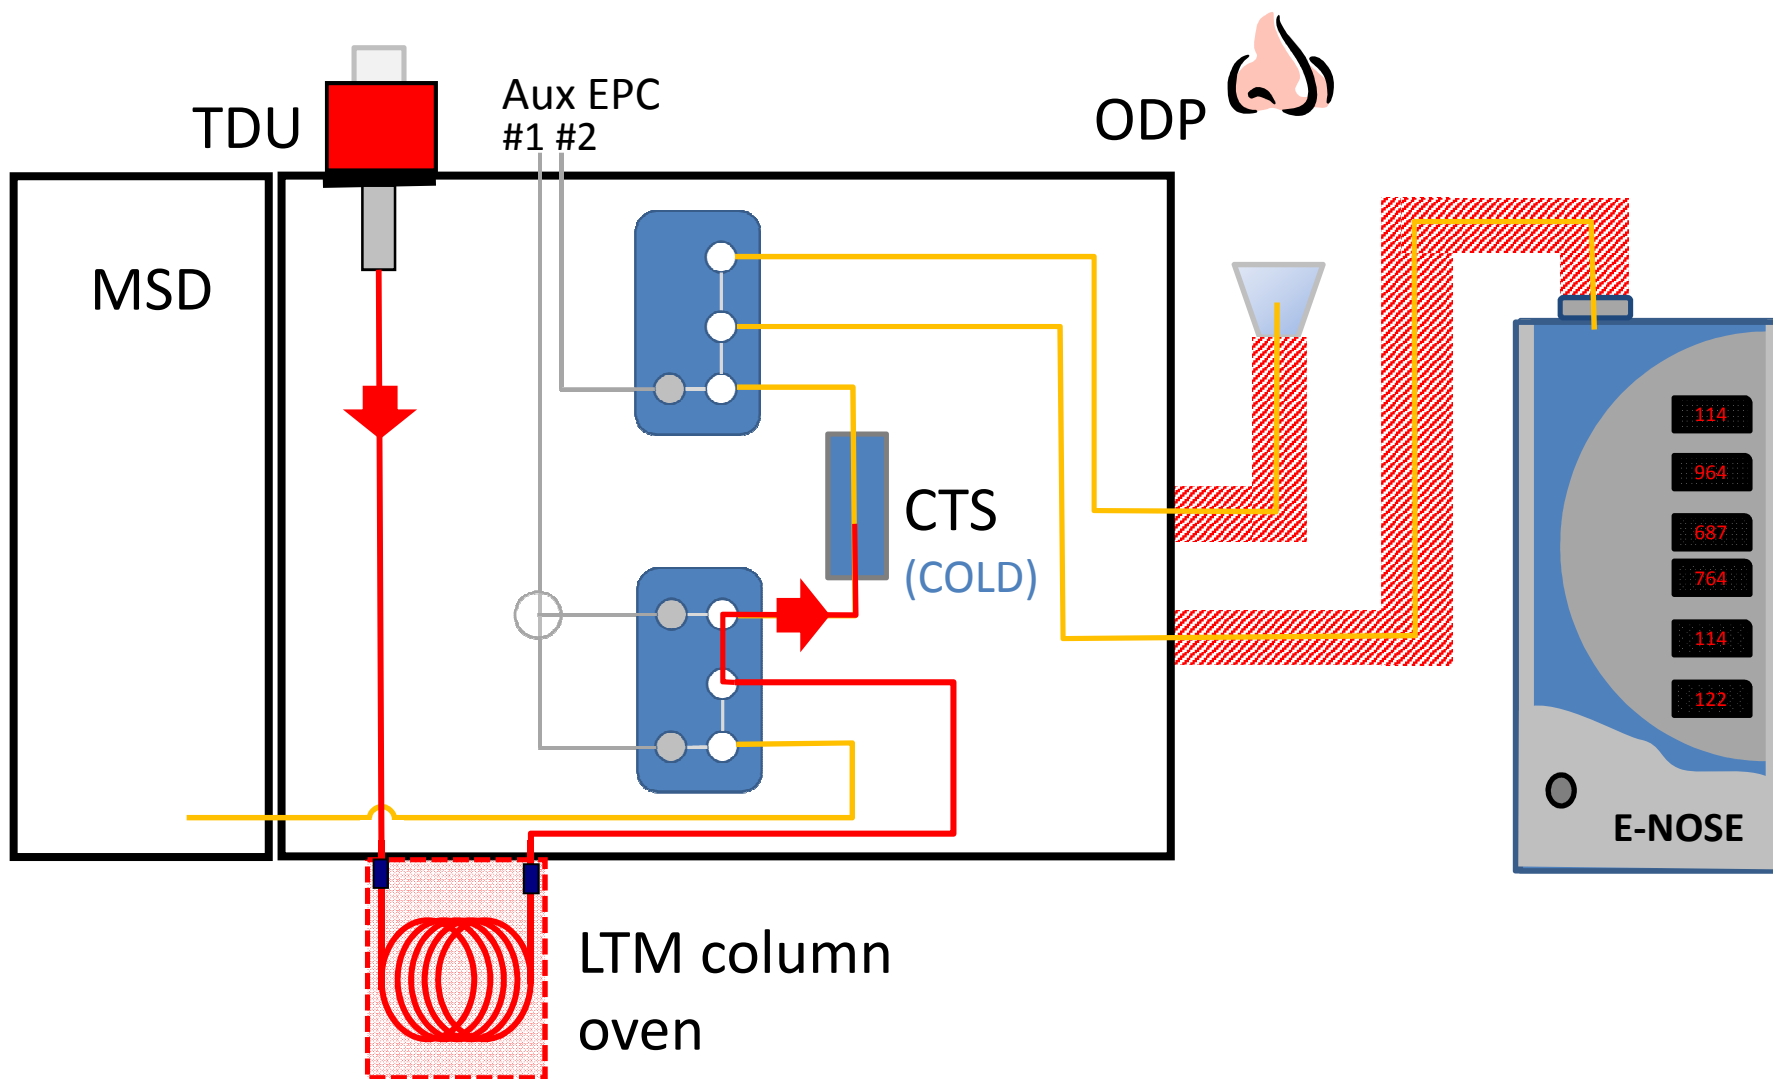 TDU
Aux EPC
#1 #2
ODP
MSD
CTS
(COLD)
114
964
687
764
114
122
E-NOSE
LTM column
oven